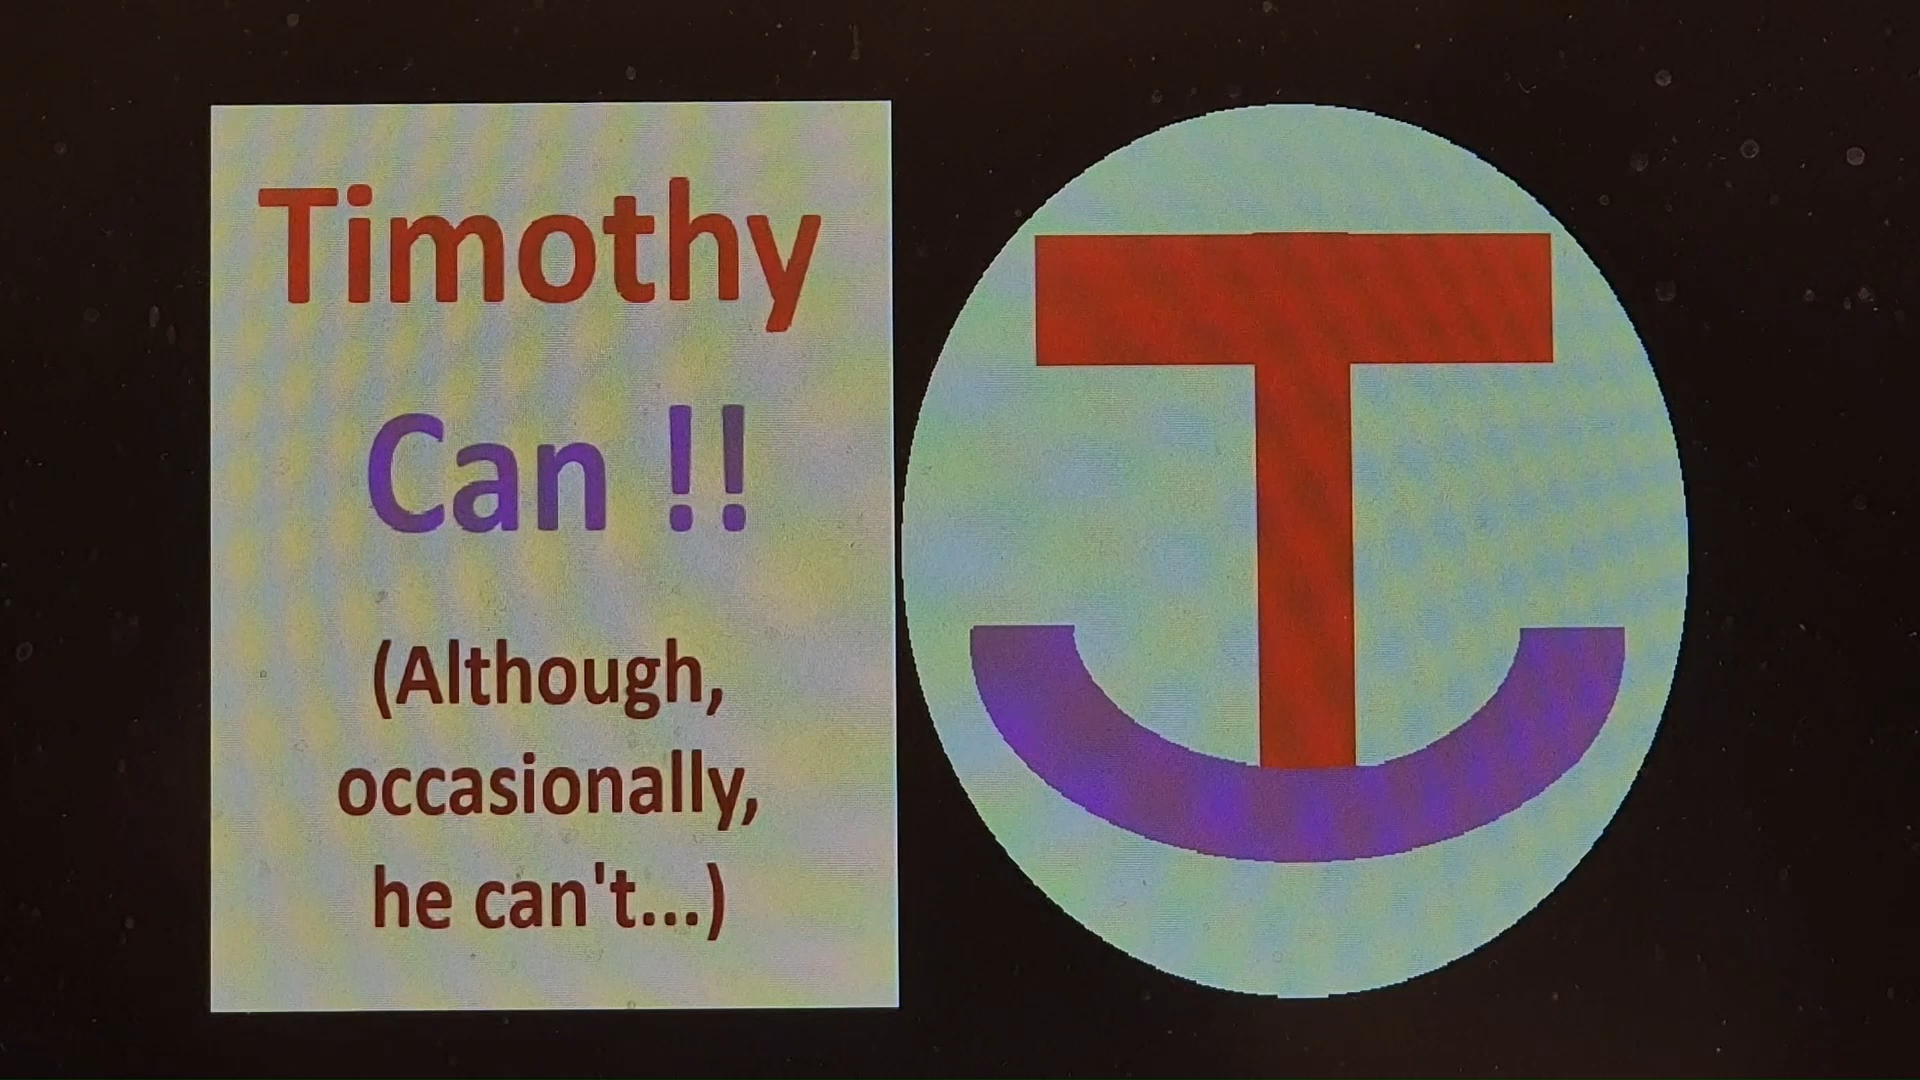 Timothy
Can !!
(Although,
occasionally,
he can't...)
T